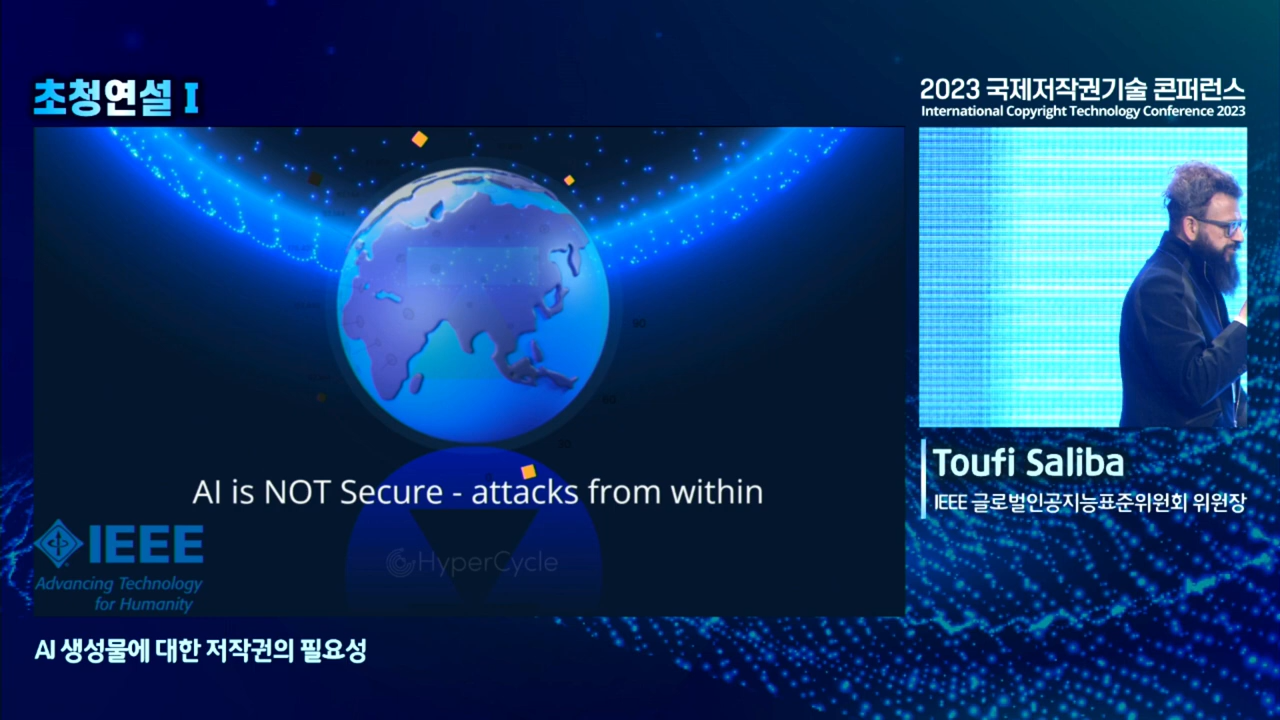 초청연설 I
2023 국제저작권기술 콘퍼런스
International Copyright Technology Conference 2023
AI is NOT Secure - attacks from within
HyperCycle
IEEE
Advancing Technology
for Humanity
Toufi Saliba
IEEE 글로벌인공지능표준위원회 위원장
AI 생성물에 대한 저작권의 필요성